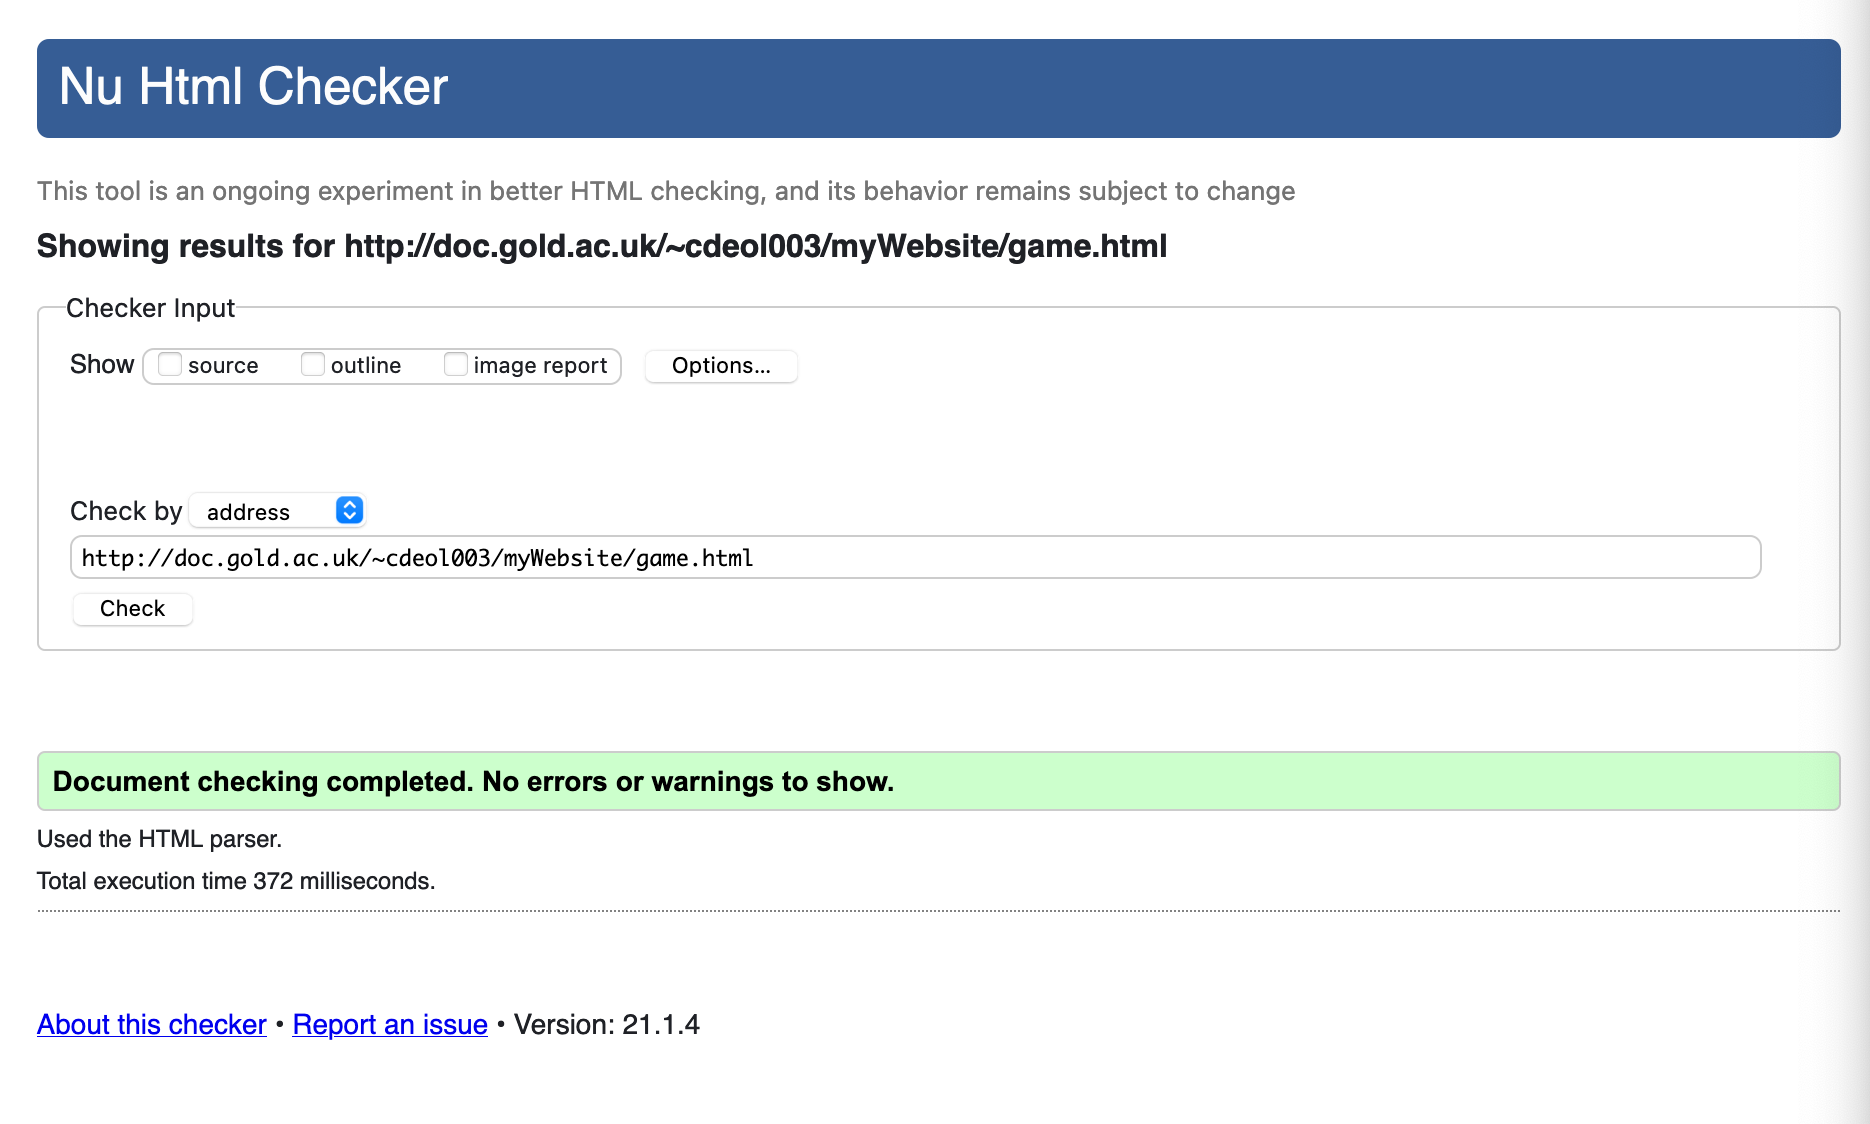 Nu Html Checker
This tool is an ongoing experiment in better HTML checking, and its behavior remains subject to change
Showing results for http://doc.gold.ac.uk/~cdeol003/myWebsite/game.html
Checker Input
Show source outline image report Options...
Check by address
http://doc.gold.ac.uk/~cdeol003/myWebsite/game.html
Check
Document checking completed. No errors or warnings to show.
Used the HTML parser.
Total execution time 372 milliseconds.
About this checker • Report an issue • Version: 21.1.4